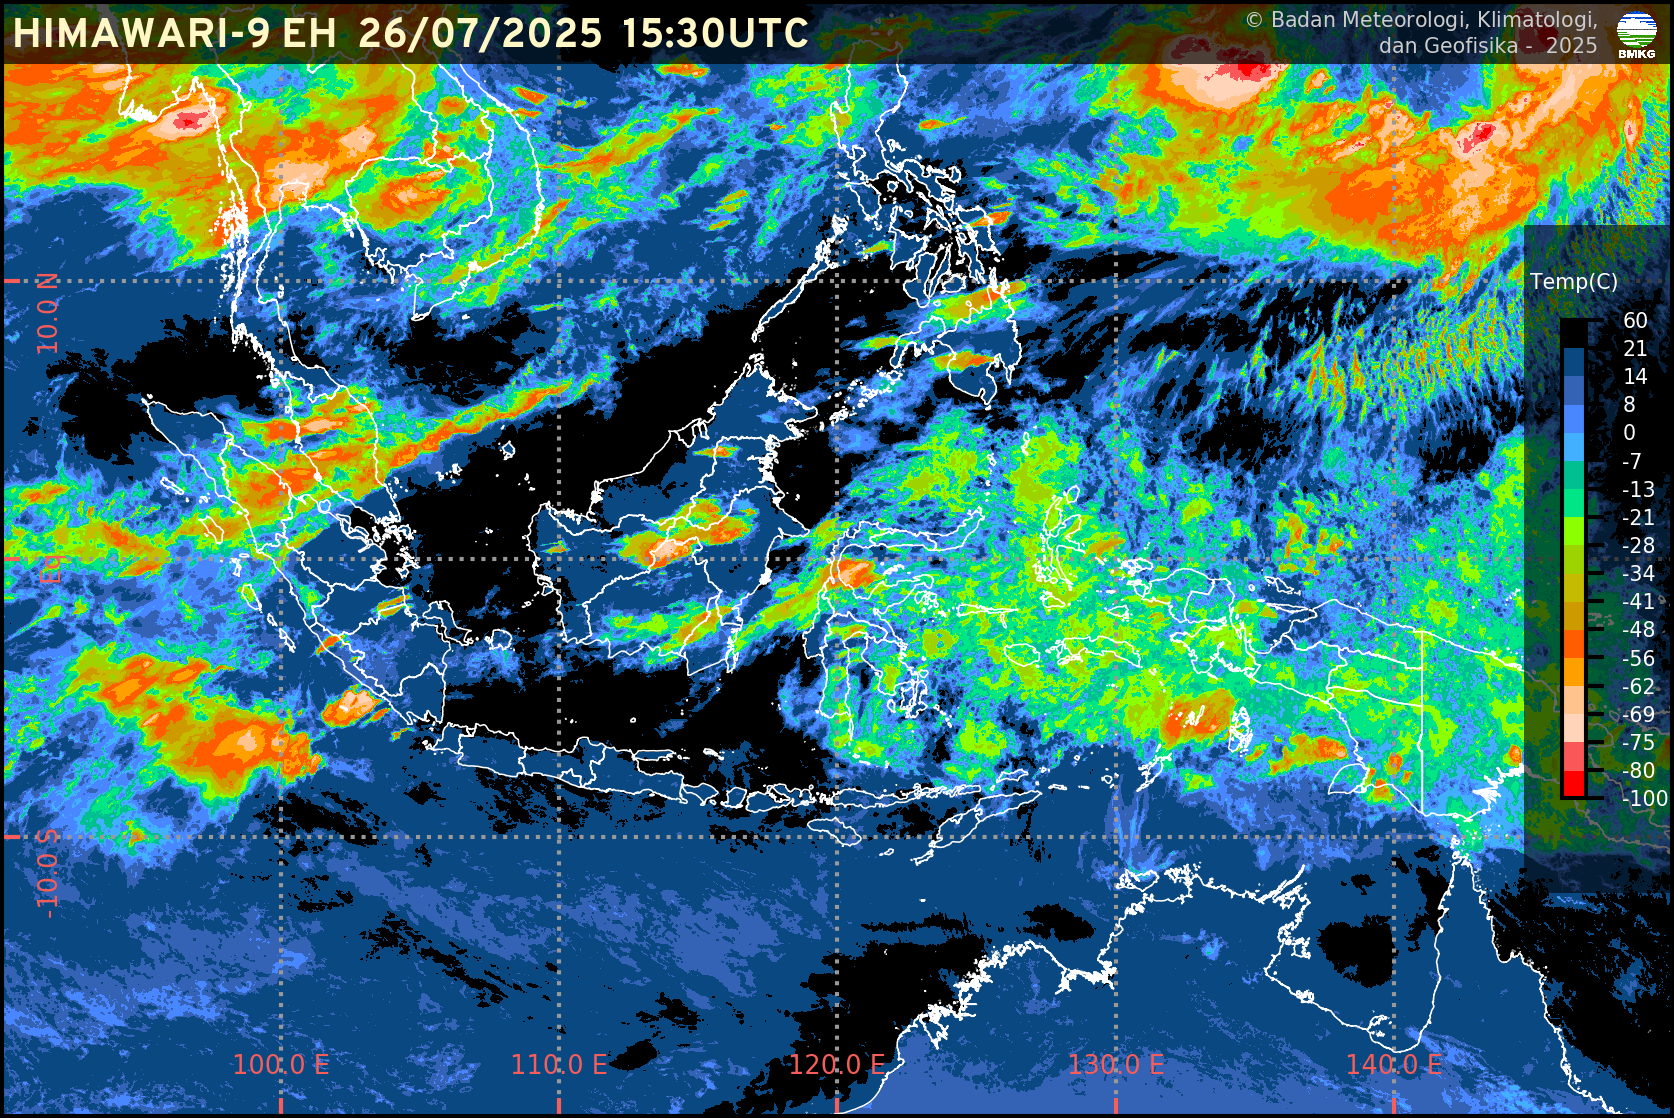 HIMAWARI-9 EH 26/07/2025 15:30UTC
© Badan Meteorologi, Klimatologi,
dan Geofisika - 2025
BMKG
Temp(C)
60
21
14
8
0
-7
-13
-21
-28
-34
-41
-48
-56
-62
-69
-75
-80
-100
10.0 N
Eq
-10.0 S
100.0 E
110.0 E
120.0 E
130.0 E
140.0 E